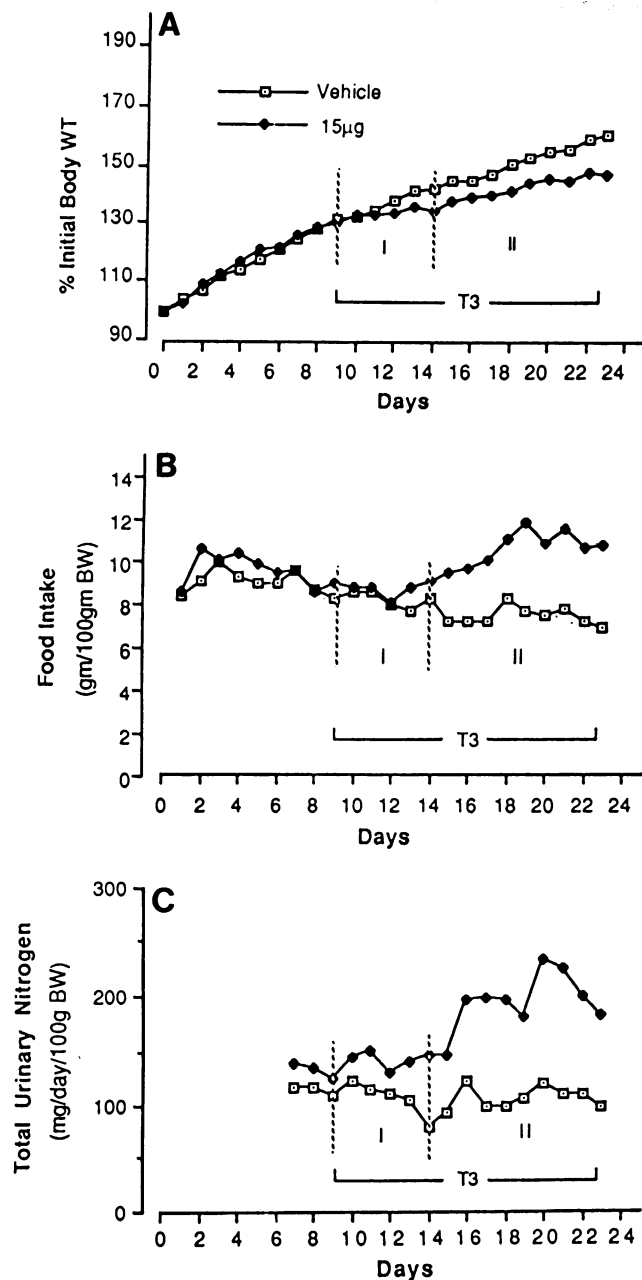 A
190
170
150
130
110
90
% Initial Body WT
Vehicle
15µg
I
II
T3
0 2 4 6 8 10 12 14 16 18 20 22 24
Days
B
14
12
10
8
6
4
2
0
Food Intake
(gm/100gm BW)
I
II
T3
0 2 4 6 8 10 12 14 16 18 20 22 24
Days
C
300
200
100
0
Total Urinary Nitrogen
(mg/day/100g BW)
I
II
T3
0 2 4 6 8 10 12 14 16 18 20 22 24
Days